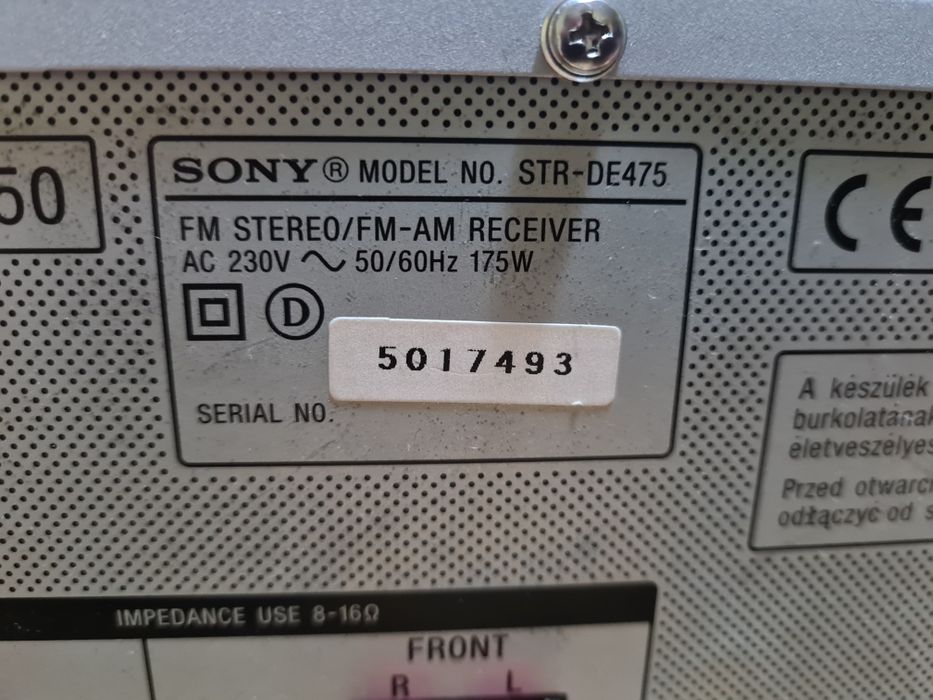 50
SONY® MODEL NO. STR-DE475
FM STEREO/FM-AM RECEIVER
AC 230V ~ 50/60Hz 175W
D
5017493
SERIAL NO.
CE
A készülék
burkolatának
életveszélyes
Przed otwarci
odłączyc od s
IMPEDANCE USE 8-16Ω
FRONT
R L